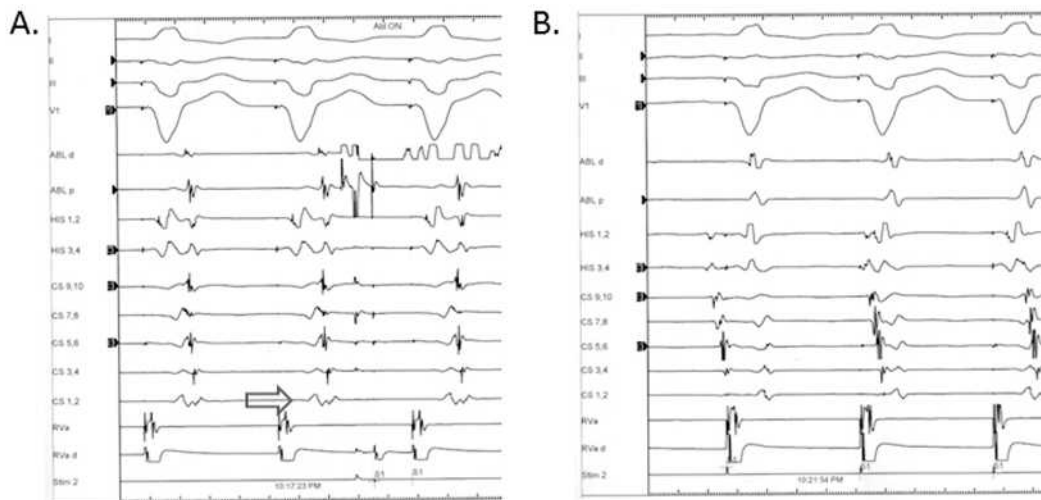 A.
Abl ON
I
II
III
V1
ABL d
ABL p
HIS 1,2
HIS 3,4
CS 9,10
CS 7,8
CS 5,6
CS 3,4
CS 1,2
RVa
RVa d
Stim 2
10:17:23 PM
S1
S1
B.
I
II
III
V1
ABL d
ABL p
HIS 1,2
HIS 3,4
CS 9,10
CS 7,8
CS 5,6
CS 3,4
CS 1,2
RVa
RVa d
Stim 2
10:21:54 PM
S1
S1